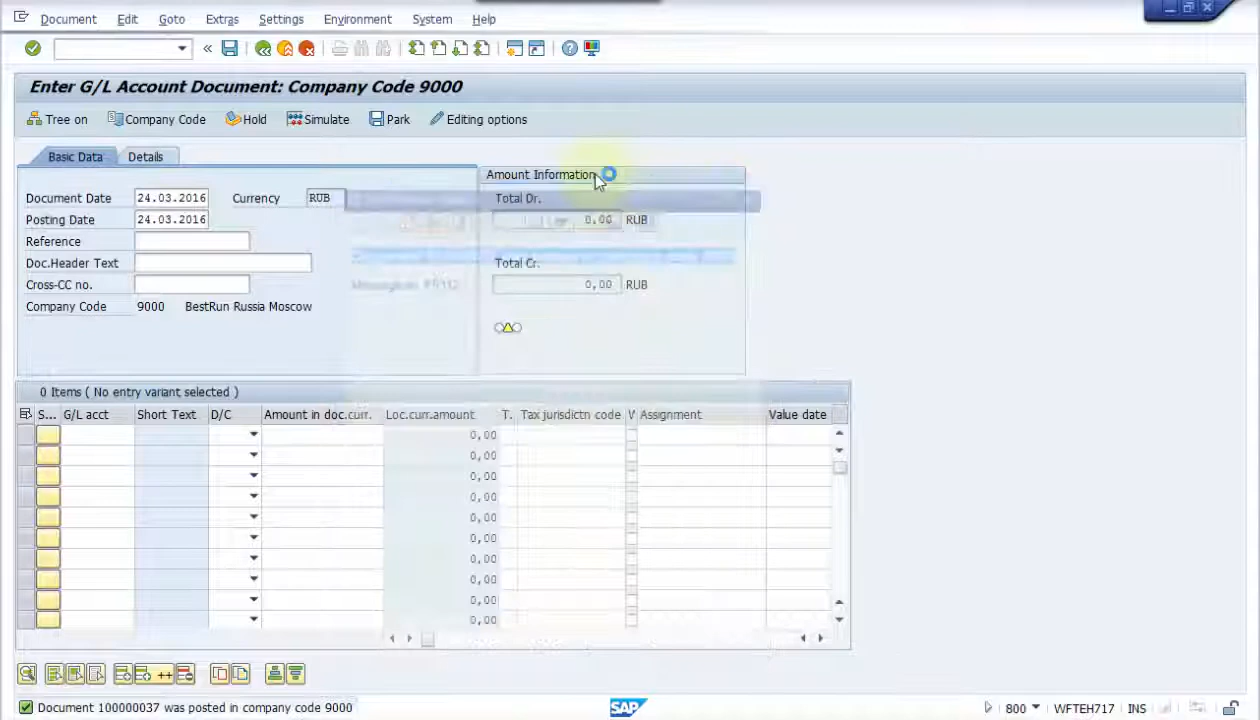 Document Edit Goto Extras Settings Environment System Help
Enter G/L Account Document: Company Code 9000
Tree on Company Code Hold Simulate Park Editing options
Basic Data Details
Amount Information
Document Date 24.03.2016 Currency RUB
Total Dr.
Posting Date 24.03.2016
0,00 RUB
Reference
Doc.Header Text
Total Cr.
Cross-CC no.
0,00 RUB
Company Code 9000 BestRun Russia Moscow
0 Items ( No entry variant selected )
S... G/L acct Short Text D/C Amount in doc.curr. Loc.curr.amount T. Tax jurisdictn code V Assignment Value date
0,00
0,00
0,00
0,00
0,00
0,00
0,00
0,00
0,00
0,00
Document 100000037 was posted in company code 9000
SAP
800 WFTEH717 INS